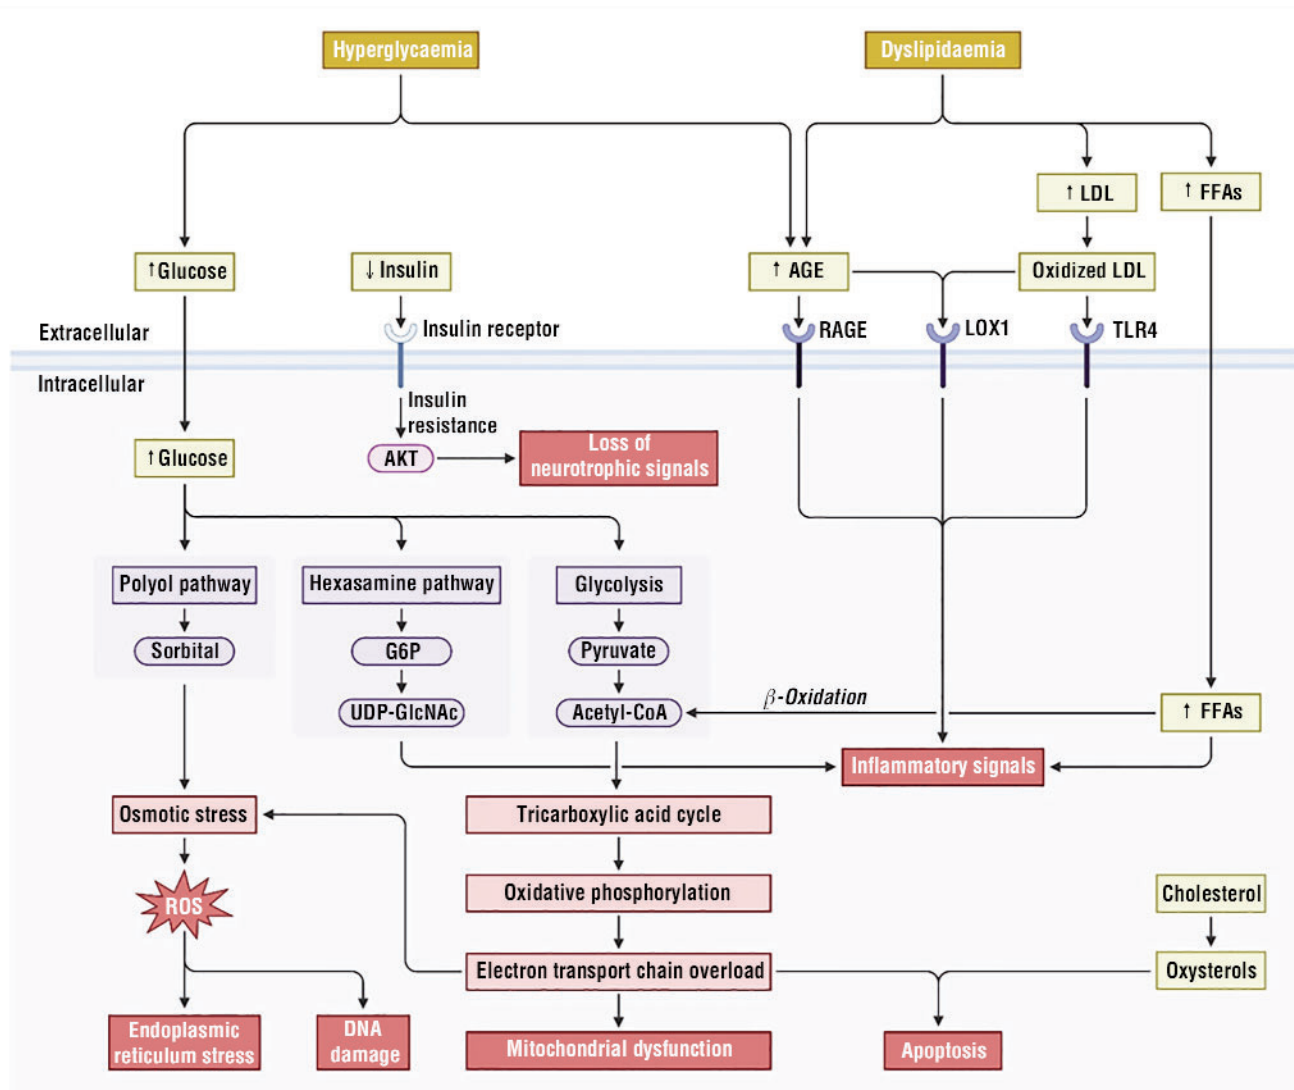 Hyperglycaemia
Dyslipidaemia
↑ LDL
↑ FFAs
↑Glucose
↓ Insulin
↑ AGE
Oxidized LDL
Extracellular
Insulin receptor
RAGE
LOX1
TLR4
Intracellular
Insulin
resistance
↑Glucose
AKT
Loss of
neurotrophic signals
Polyol pathway
Hexasamine pathway
Glycolysis
Sorbital
G6P
Pyruvate
UDP-GlcNAc
Acetyl-CoA
β-Oxidation
↑ FFAs
Inflammatory signals
Osmotic stress
Tricarboxylic acid cycle
ROS
Oxidative phosphorylation
Cholesterol
Electron transport chain overload
Oxysterols
Endoplasmic
reticulum stress
DNA
damage
Mitochondrial dysfunction
Apoptosis